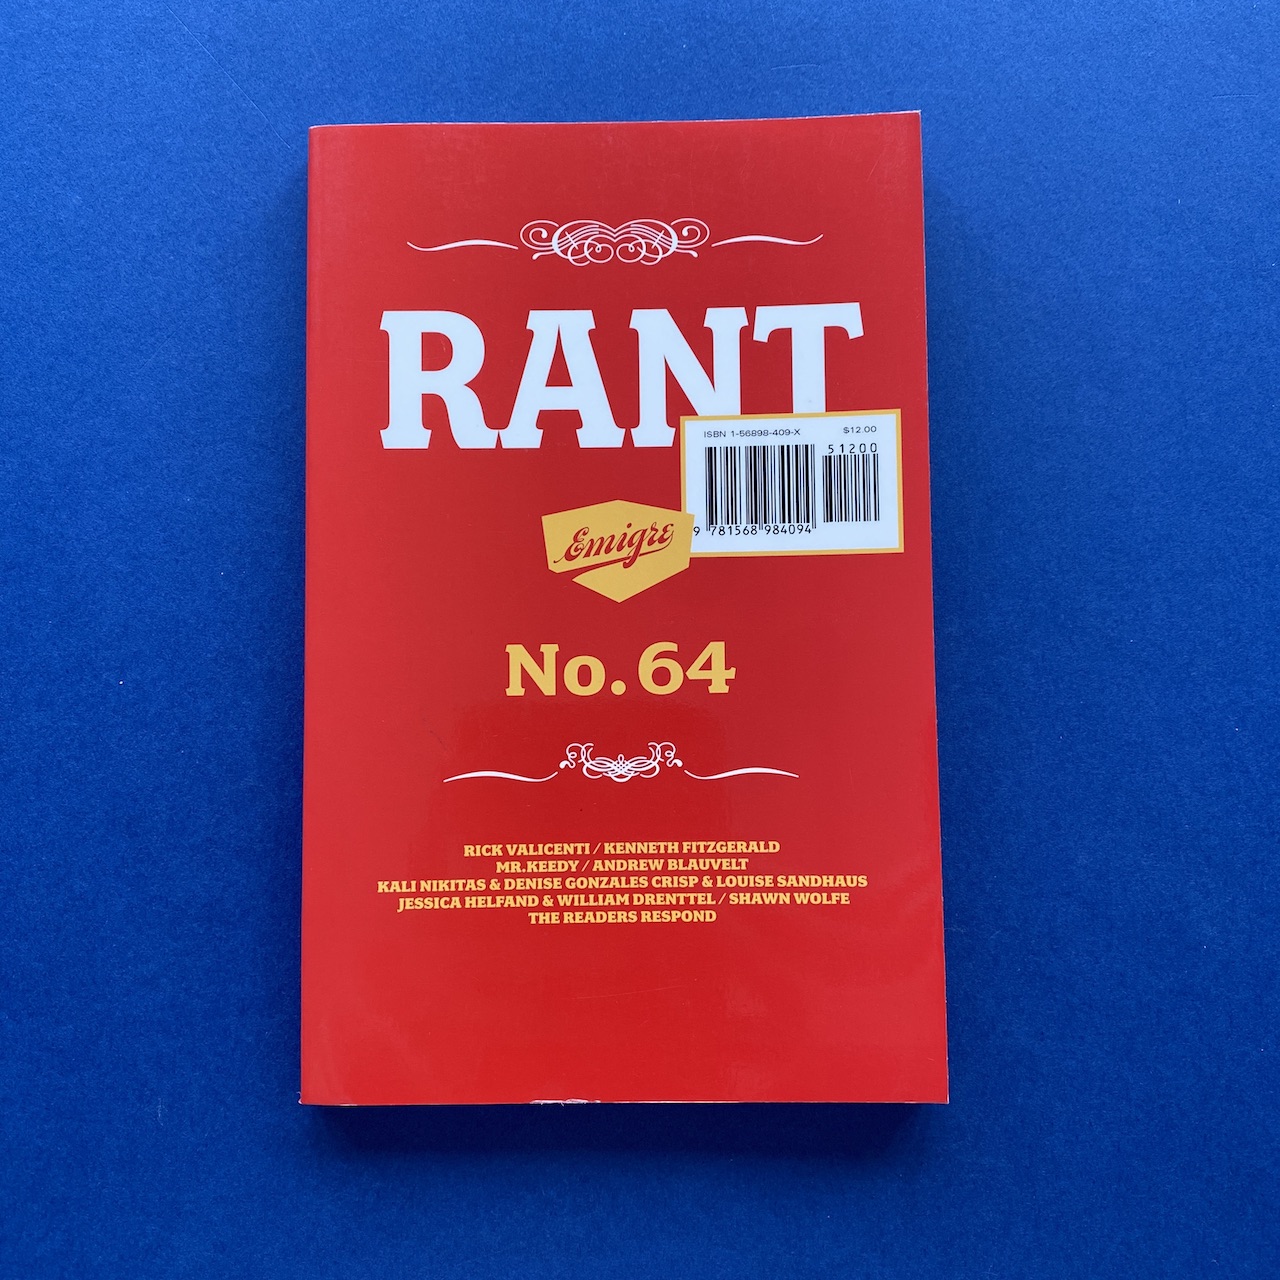 RANT
ISBN 1-56898-409-X $12.00
51200
9 781568 984094
Emigre
No. 64
RICK VALICENTI / KENNETH FITZGERALD
MR. KEEDY / ANDREW BLAUVELT
KALI NIKITAS & DENISE GONZALES CRISP & LOUISE SANDHAUS
JESSICA HELFAND & WILLIAM DRENTTEL / SHAWN WOLFE
THE READERS RESPOND